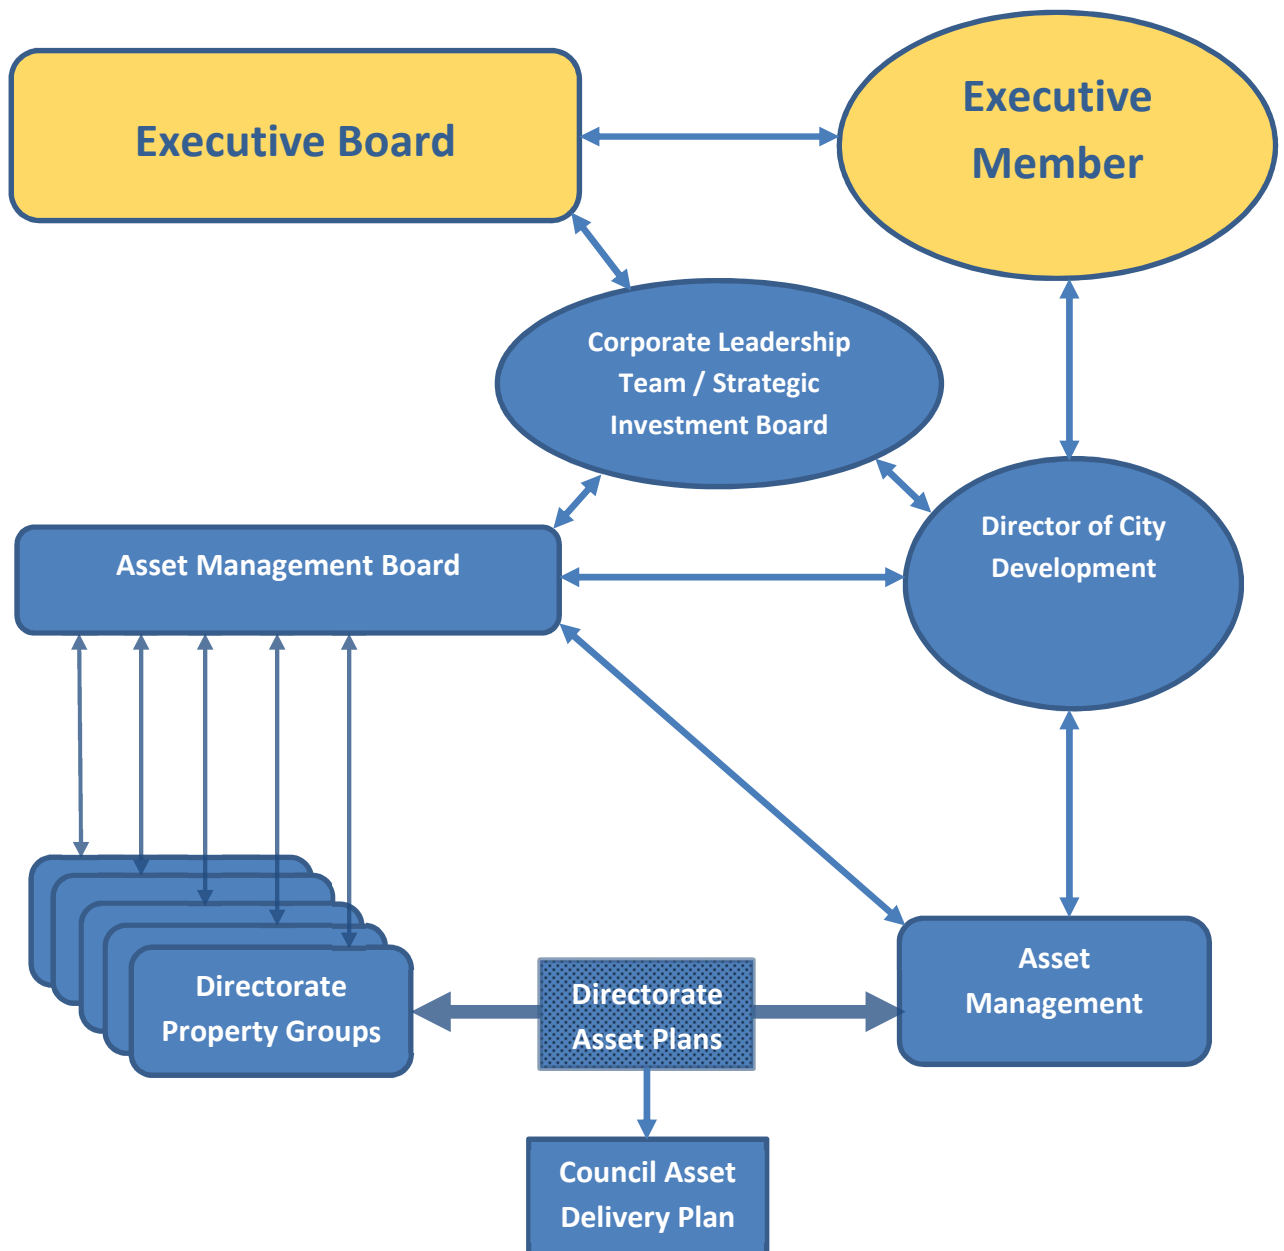 Executive Board
Executive
Member
Corporate Leadership
Team / Strategic
Investment Board
Director of City
Development
Asset Management Board
Directorate
Property Groups
Directorate
Asset Plans
Asset
Management
Council Asset
Delivery Plan